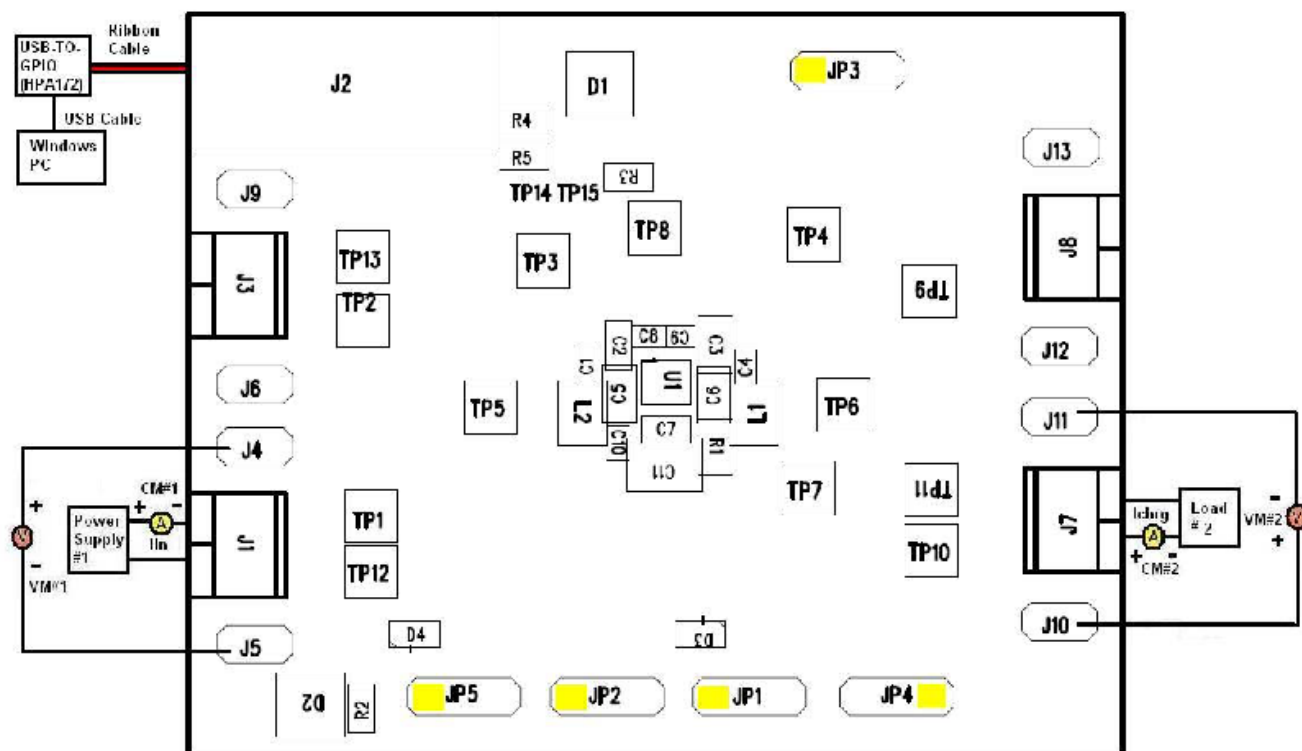 Ribbon
Cable
USB-TO-
GPIO
(HPA172)
USB Cable
Windows
PC
J2
D1
JP3
R4
R5
R3
TP14 TP15
J9
J13
TP13
TP2
TP3
TP8
TP4
TP9
J3
J8
J6
J12
C1
C2
C8
C9
C3
C4
U1
C5
C6
L2
L1
C7
C10
C11
R1
TP5
TP6
TP7
J4
J11
CM#1
+ -
+
-
Power
Supply
#1
A
Iin
V
VM#1
J1
TP1
TP12
TP11
TP10
J7
Ichrg
A
+ -
CM#2
Load
# 2
-
VM#2
V
+
J5
J10
D4
D3
D2
R2
JP5
JP2
JP1
JP4